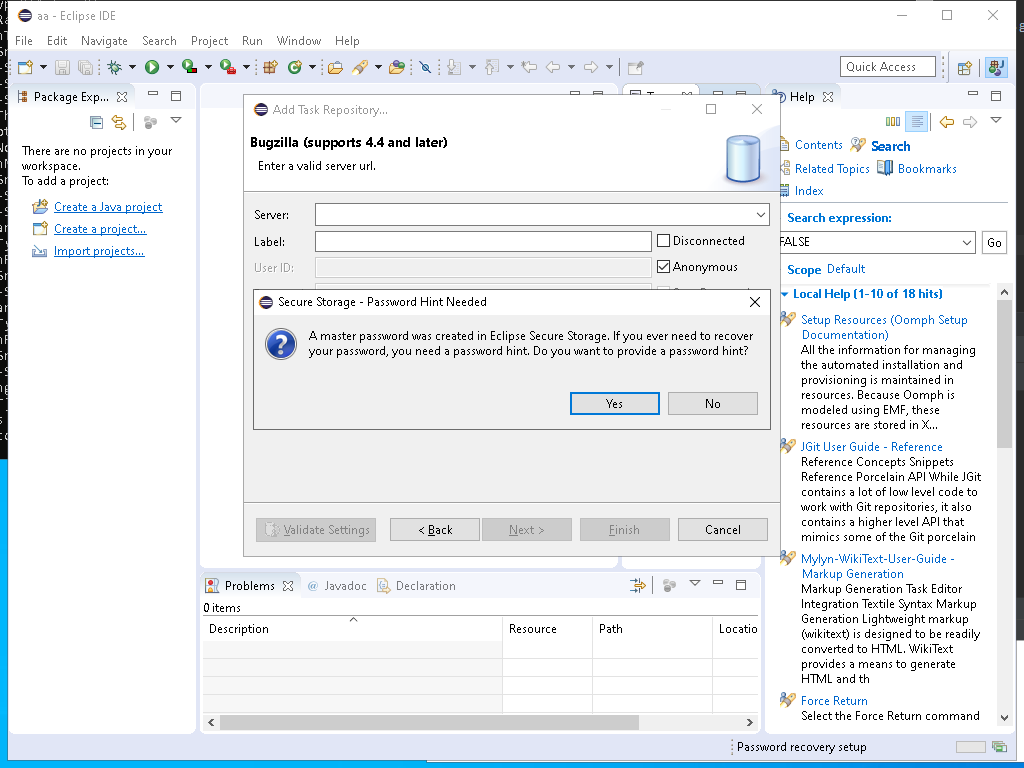 aa - Eclipse IDE
File Edit Navigate Search Project Run Window Help
Quick Access
Package Exp...
There are no projects in your
workspace.
To add a project:
Create a Java project
Create a project...
Import projects...
Add Task Repository...
Bugzilla (supports 4.4 and later)
Enter a valid server url.
Server:
Label:
Disconnected
User ID:
Anonymous
Secure Storage - Password Hint Needed
A master password was created in Eclipse Secure Storage. If you ever need to recover
your password, you need a password hint. Do you want to provide a password hint?
Yes No
Validate Settings < Back Next > Finish Cancel
Problems Javadoc Declaration
0 items
Description Resource Path Locatio
Help
Contents Search
Related Topics Bookmarks
Index
Search expression:
FALSE Go
Scope Default
Local Help (1-10 of 18 hits)
Setup Resources (Oomph Setup
Documentation)
All the information for managing
the automated installation and
provisioning is maintained in
resources. Because Oomph is
modeled using EMF, these
resources are stored in X...
JGit User Guide - Reference
Reference Concepts Snippets
Reference Porcelain API While JGit
contains a lot of low level code to
work with Git repositories, it also
contains a higher level API that
mimics some of the Git porcelain
Mylyn-WikiText-User-Guide -
Markup Generation
Markup Generation Task Editor
Integration Textile Syntax Markup
Generation Lightweight markup
(wikitext) is designed to be readily
converted to HTML. WikiText
provides a means to generate
HTML and th
Force Return
Select the Force Return command
Password recovery setup